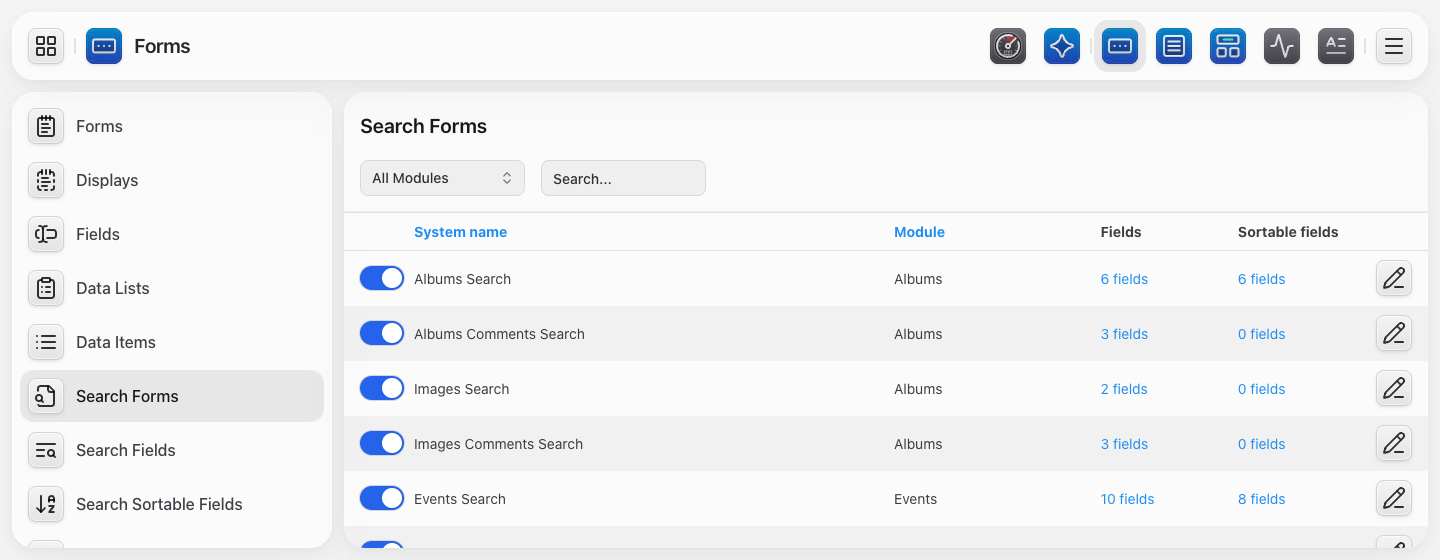 Forms
Forms
Displays
Fields
Data Lists
Data Items
Search Forms
Search Fields
Search Sortable Fields
Search Forms
All Modules Search...
System name Module Fields Sortable fields
Albums Search Albums 6 fields 6 fields
Albums Comments Search Albums 3 fields 0 fields
Images Search Albums 2 fields 0 fields
Images Comments Search Albums 3 fields 0 fields
Events Search Events 10 fields 8 fields